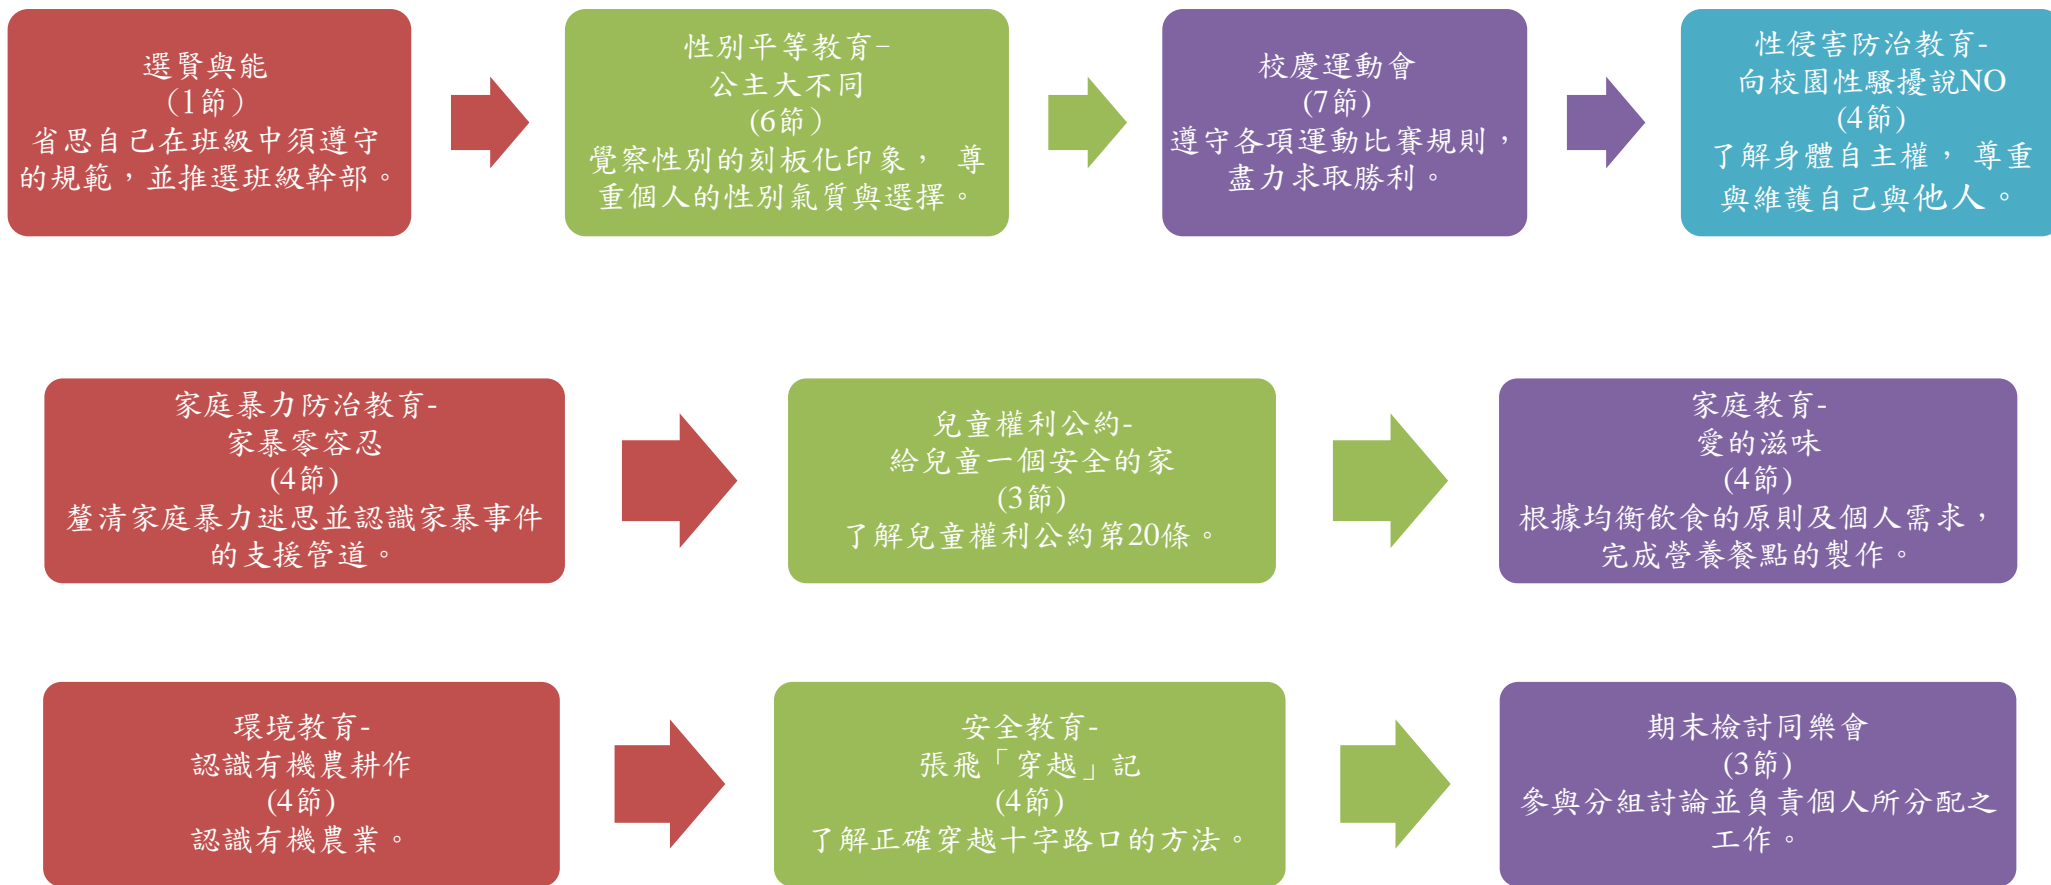 選賢與能
(1節)
省思自己在班級中須遵守
的規範，並推選班級幹部。
性別平等教育–
公主大不同
(6節)
覺察性別的刻板化印象， 尊
重個人的性別氣質與選擇。
校慶運動會
(7節)
遵守各項運動比賽規則，
盡力求取勝利。
性侵害防治教育-
向校園性騷擾說NO
(4節)
了解身體自主權， 尊重
與維護自己與他人。
家庭暴力防治教育-
家暴零容忍
(4節)
釐清家庭暴力迷思並認識家暴事件
的支援管道。
兒童權利公約-
給兒童一個安全的家
(3節)
了解兒童權利公約第20條。
家庭教育-
愛的滋味
(4節)
根據均衡飲食的原則及個人需求，
完成營養餐點的製作。
環境教育-
認識有機農耕作
(4節)
認識有機農業。
安全教育-
張飛「穿越」記
(4節)
了解正確穿越十字路口的方法。
期末檢討同樂會
(3節)
參與分組討論並負責個人所分配之
工作。